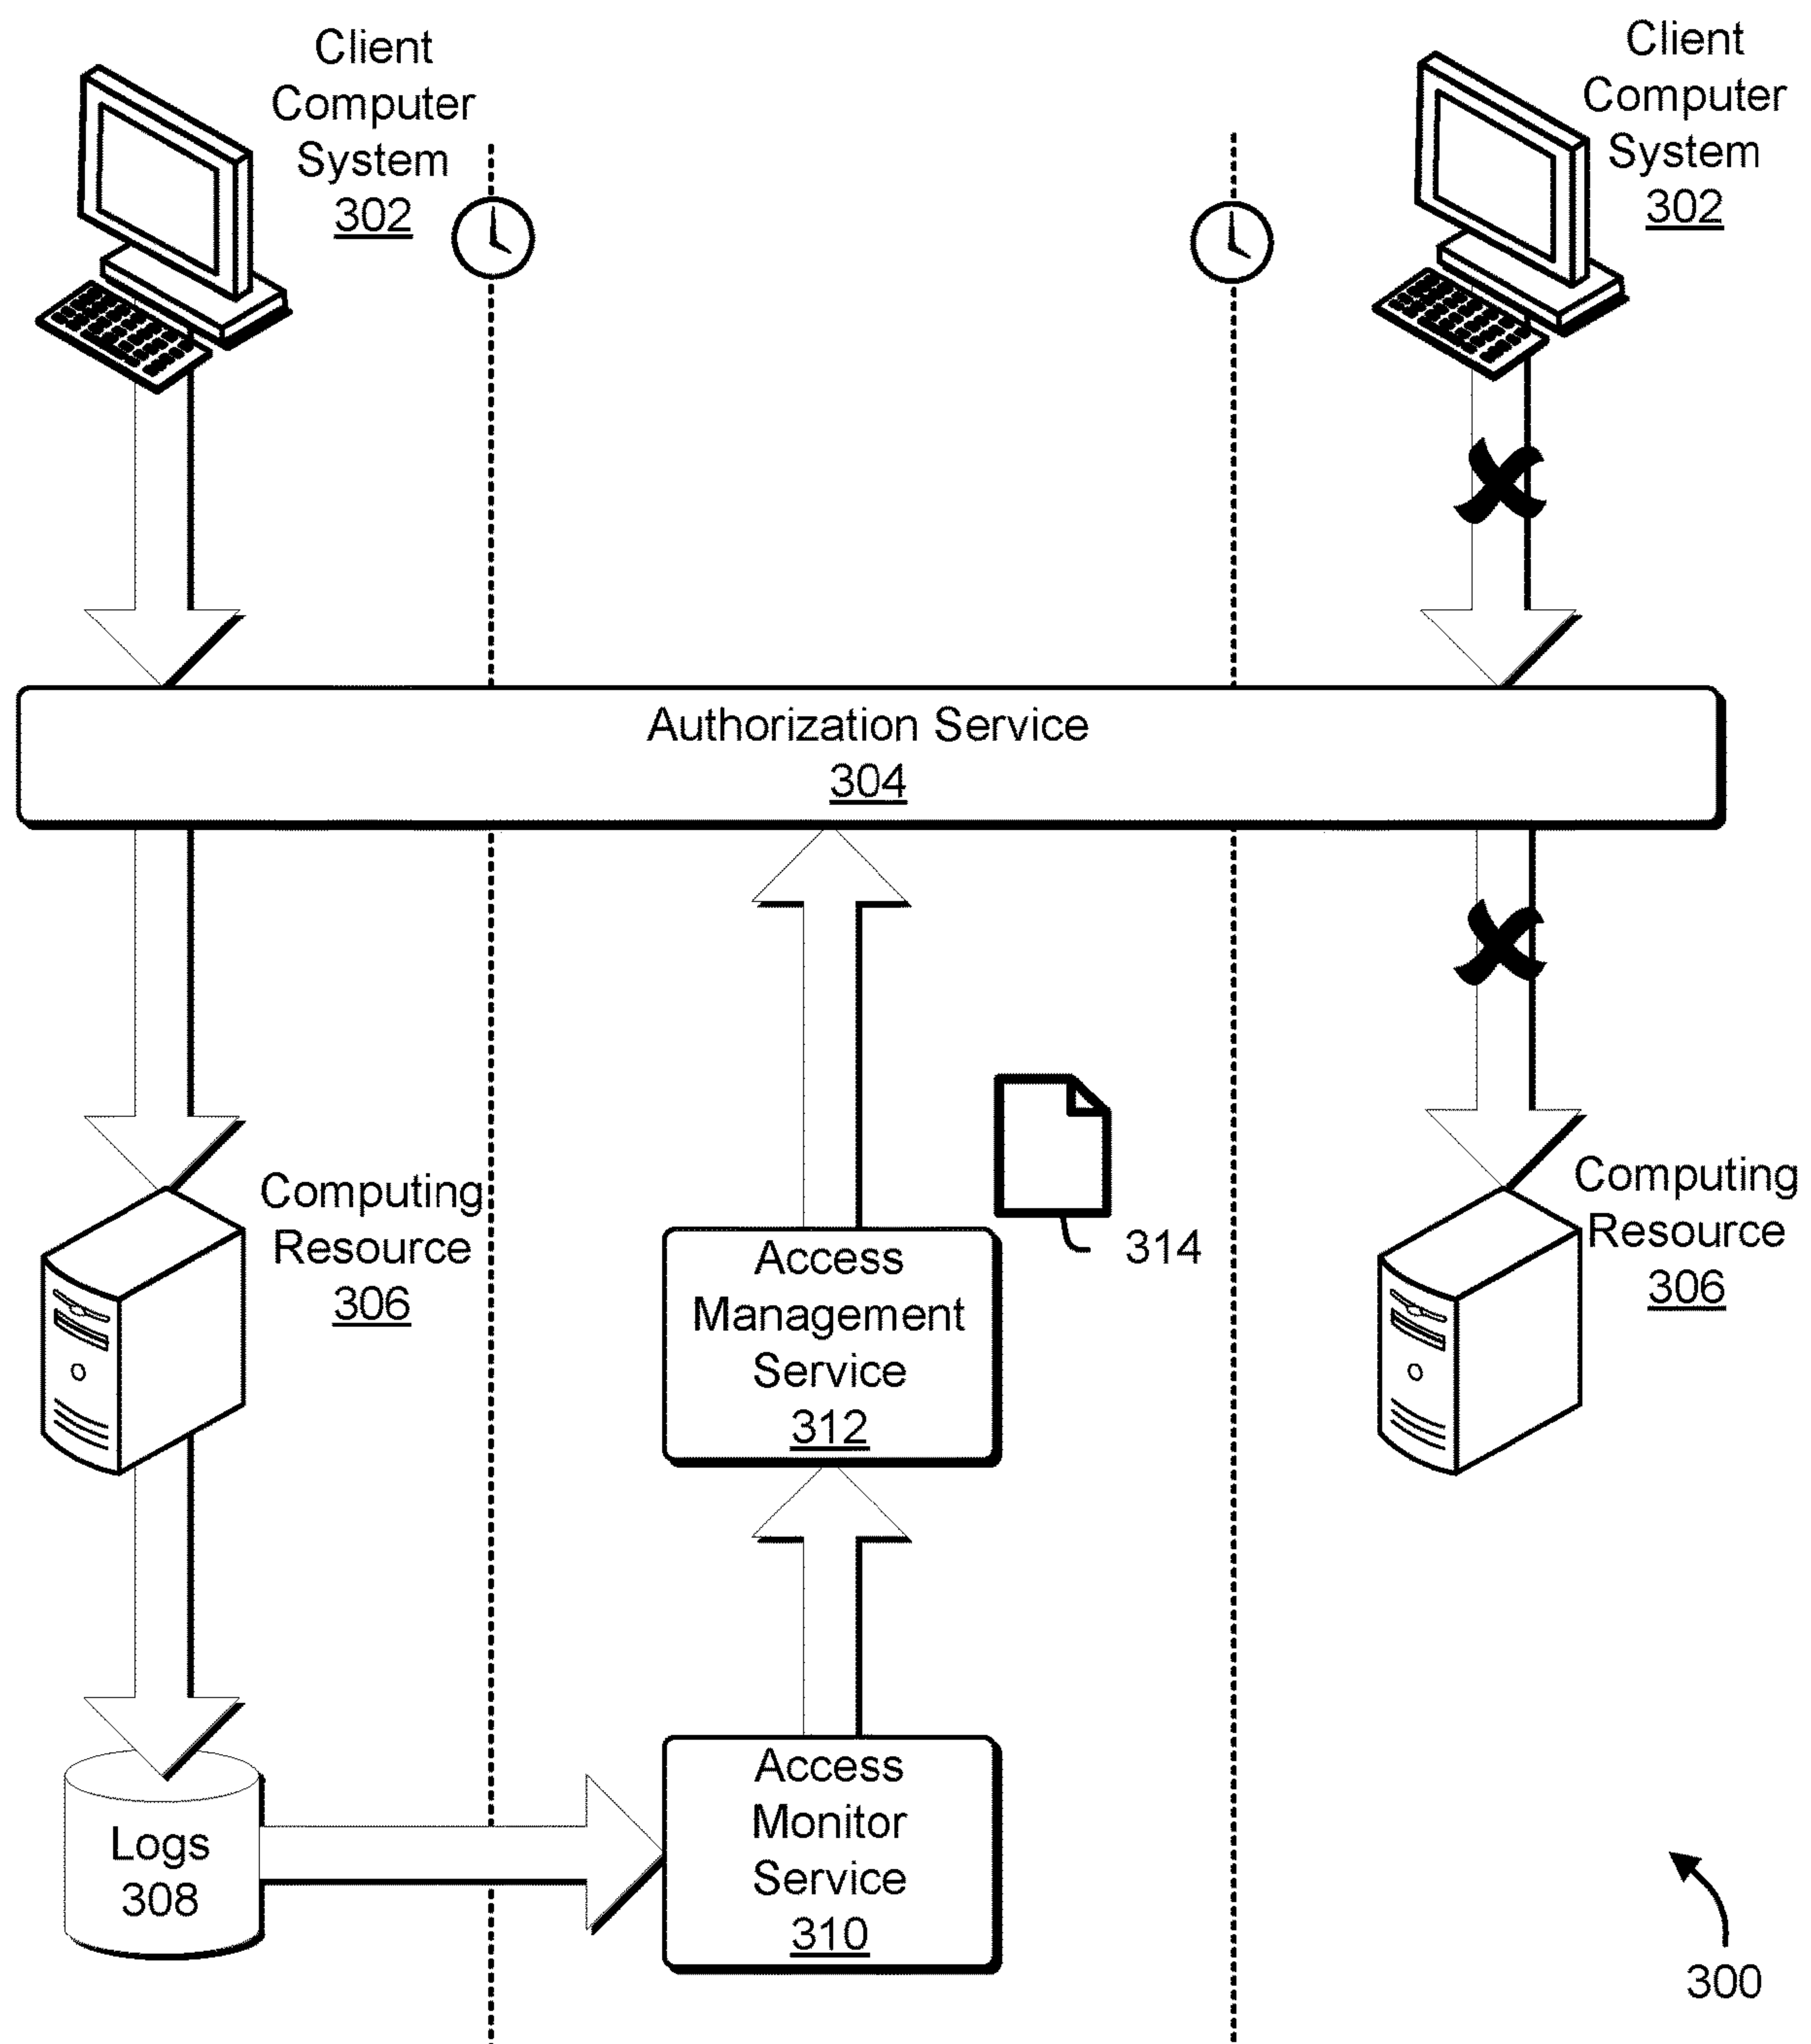 Client
Computer
System
302
Client
Computer
System
302
Authorization Service
304
Computing
Resource
306
Access
Management
Service
312
314
Computing
Resource
306
Logs
308
Access
Monitor
Service
310
300